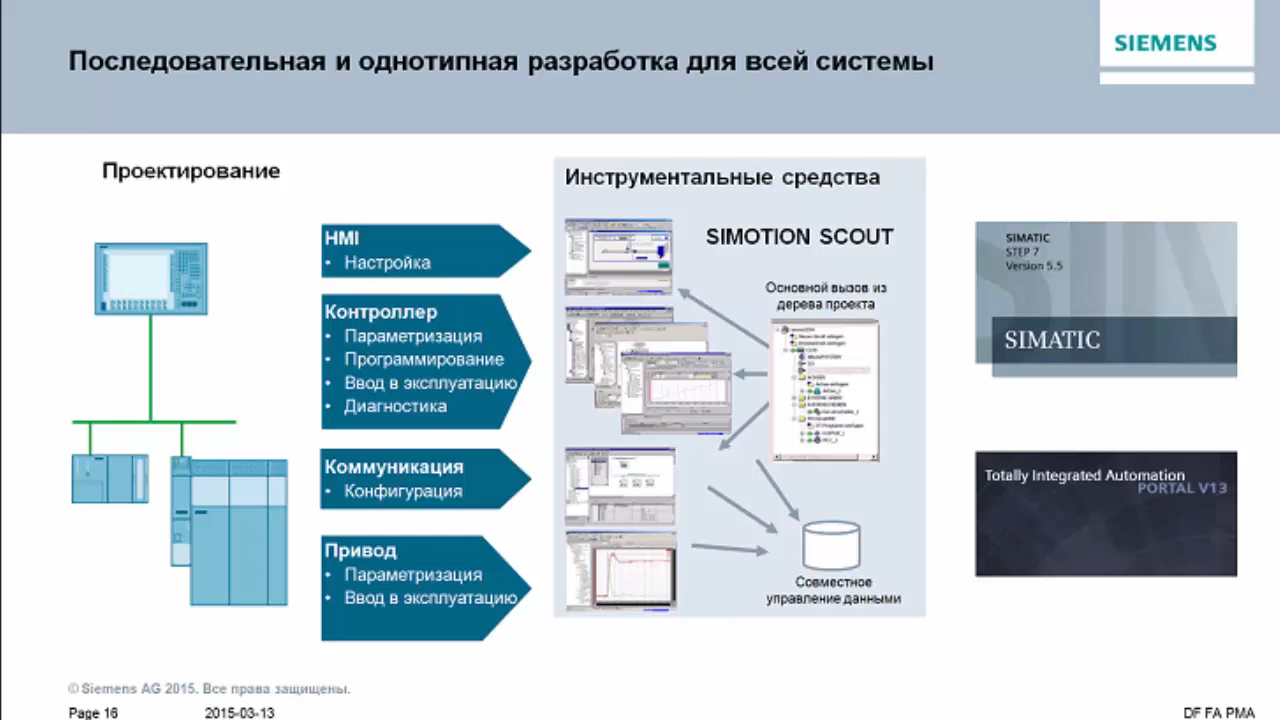 Последовательная и однотипная разработка для всей системы
SIEMENS
Проектирование
HMI
• Настройка
Контроллер
• Параметризация
• Программирование
• Ввод в эксплуатацию
• Диагностика
Коммуникация
• Конфигурация
Привод
• Параметризация
• Ввод в эксплуатацию
Инструментальные средства
SIMOTION SCOUT
Основной вызов из
дерева проекта
Совместное
управление данными
SIMATIC
STEP 7
Version 5.5
SIMATIC
Totally Integrated Automation
PORTAL V13
© Siemens AG 2015. Все права защищены.
Page 16
2015-03-13
DF FA PMA